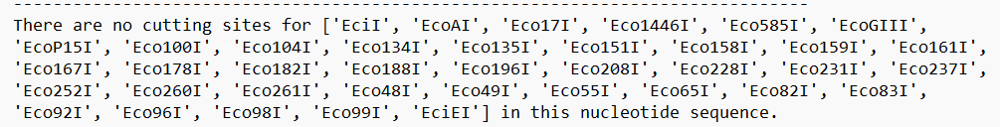 --------------------------------------------------------------------------------
There are no cutting sites for ['EciI', 'EcoAI', 'Eco17I', 'Eco1446I', 'Eco585I', 'EcoGIII',
'EcoP15I', 'Eco100I', 'Eco104I', 'Eco134I', 'Eco135I', 'Eco151I', 'Eco158I', 'Eco159I', 'Eco161I',
'Eco167I', 'Eco178I', 'Eco182I', 'Eco188I', 'Eco196I', 'Eco208I', 'Eco228I', 'Eco231I', 'Eco237I',
'Eco252I', 'Eco260I', 'Eco261I', 'Eco48I', 'Eco49I', 'Eco55I', 'Eco65I', 'Eco82I', 'Eco83I',
'Eco92I', 'Eco96I', 'Eco98I', 'Eco99I', 'EciEI'] in this nucleotide sequence.